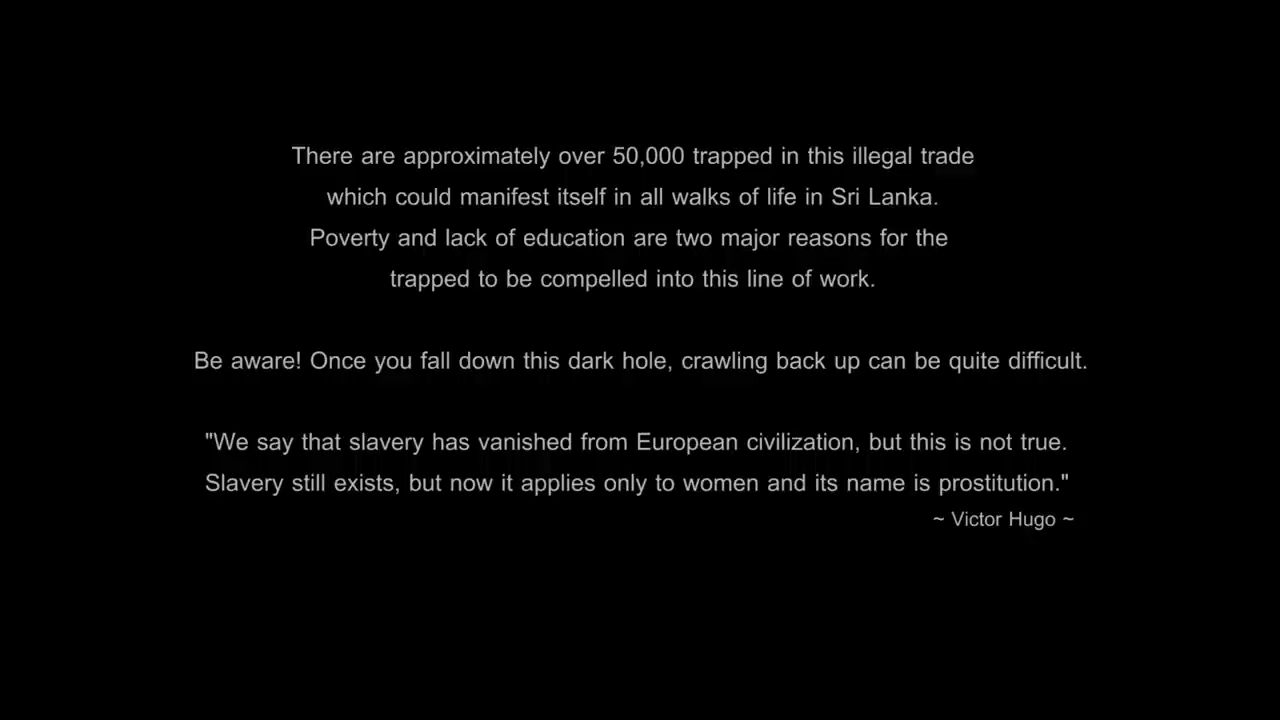 There are approximately over 50,000 trapped in this illegal trade
which could manifest itself in all walks of life in Sri Lanka.
Poverty and lack of education are two major reasons for the
trapped to be compelled into this line of work.
Be aware! Once you fall down this dark hole, crawling back up can be quite difficult.
"We say that slavery has vanished from European civilization, but this is not true.
Slavery still exists, but now it applies only to women and its name is prostitution."
~ Victor Hugo ~